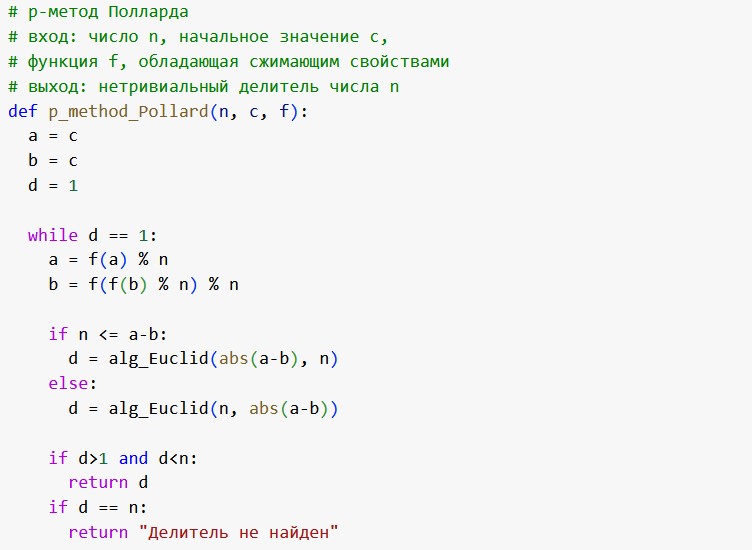 # p-метод Полларда
# вход: число n, начальное значение c,
# функция f, обладающая сжимающим свойствами
# выход: нетривиальный делитель числа n
def p_method_Pollard(n, c, f):
  a = c
  b = c
  d = 1

  while d == 1:
    a = f(a) % n
    b = f(f(b) % n) % n

    if n <= a-b:
      d = alg_Euclid(abs(a-b), n)
    else:
      d = alg_Euclid(n, abs(a-b))

    if d>1 and d<n:
      return d
    if d == n:
      return "Делитель не найден"